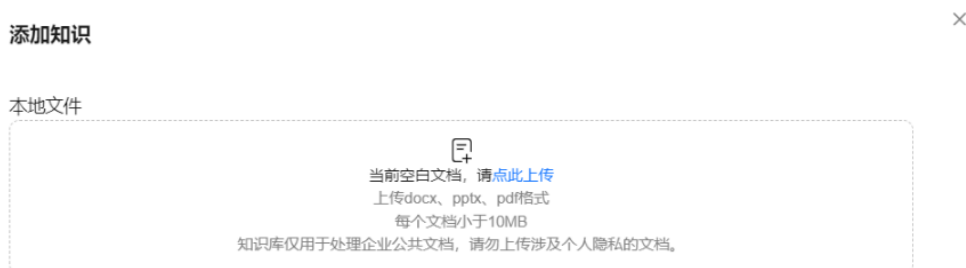 添加知识
本地文件
当前空白文档，请点此上传
上传docx、pptx、pdf格式
每个文档小于10MB
知识库仅用于处理企业公共文档，请勿上传涉及个人隐私的文档。